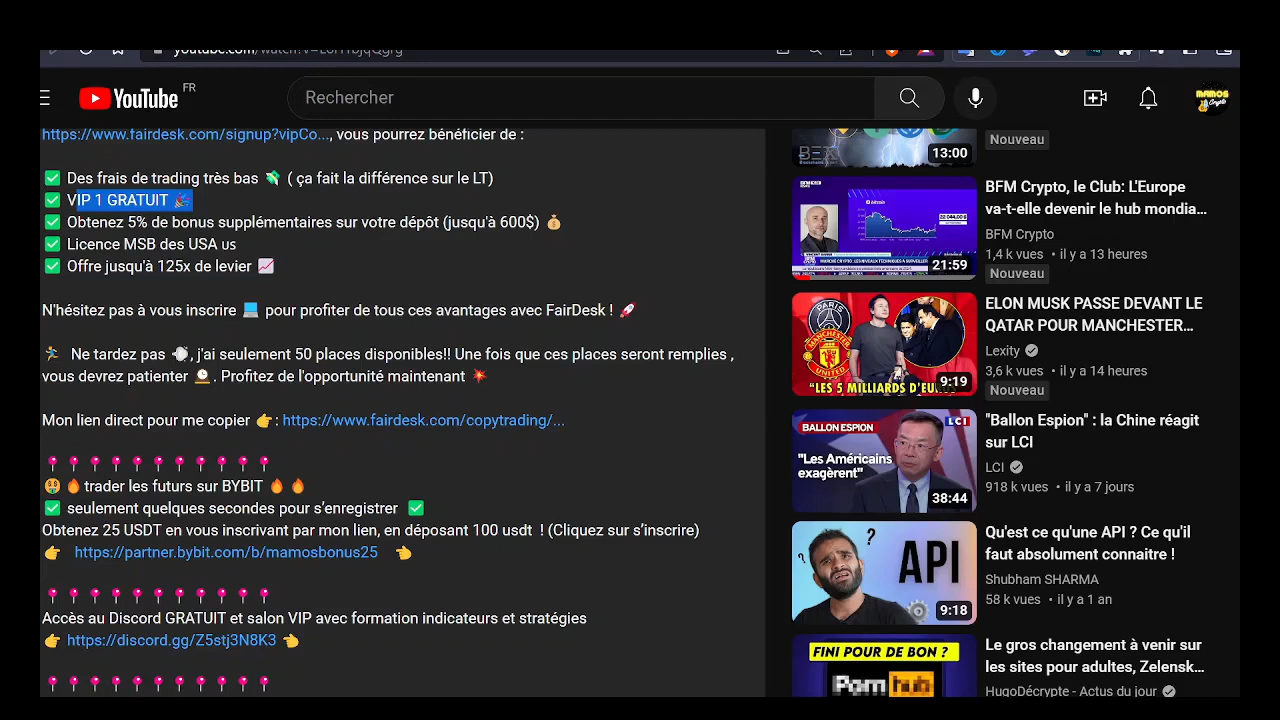 YouTube FR
Rechercher
MAMOS
Crypto
https://www.fairdesk.com/signup?vipCo..., vous pourrez bénéficier de :
✅ Des frais de trading très bas 💸 ( ça fait la différence sur le LT)
✅ VIP 1 GRATUIT 🎉
✅ Obtenez 5% de bonus supplémentaires sur votre dépôt (jusqu'à 600$) 💰
✅ Licence MSB des USA us
✅ Offre jusqu'à 125x de levier 📈
N'hésitez pas à vous inscrire 💻 pour profiter de tous ces avantages avec FairDesk ! 🚀
🏃 Ne tardez pas 💨, j'ai seulement 50 places disponibles!! Une fois que ces places seront remplies ,
vous devrez patienter 🕰. Profitez de l'opportunité maintenant 💥
Mon lien direct pour me copier 👉 : https://www.fairdesk.com/copytrading/...
📍 📍 📍 📍 📍 📍 📍 📍 📍 📍 📍
🤑 🔥 trader les futurs sur BYBIT 🔥 🔥
✅ seulement quelques secondes pour s’enregistrer ✅
Obtenez 25 USDT en vous inscrivant par mon lien, en déposant 100 usdt ! (Cliquez sur s’inscrire)
👉 https://partner.bybit.com/b/mamosbonus25 👈
📍 📍 📍 📍 📍 📍 📍 📍 📍 📍 📍
Accès au Discord GRATUIT et salon VIP avec formation indicateurs et stratégies
👉 https://discord.gg/Z5stj3N8K3 👈
📍 📍 📍 📍 📍 📍 📍 📍 📍 📍 📍
13:00
Nouveau
21:59
BFM Crypto, le Club: L'Europe
va-t-elle devenir le hub mondia...
BFM Crypto
1,4 k vues • il y a 13 heures
Nouveau
PARIS
"LES 5 MILLIARDS D'EU
9:19
ELON MUSK PASSE DEVANT LE
QATAR POUR MANCHESTER...
Lexity
3,6 k vues • il y a 14 heures
Nouveau
BALLON ESPION
LCI
"Les Américains
exagèrent"
38:44
"Ballon Espion" : la Chine réagit
sur LCI
LCI
918 k vues • il y a 7 jours
? ? API
9:18
Qu'est ce qu'une API ? Ce qu'il
faut absolument connaitre !
Shubham SHARMA
58 k vues • il y a 1 an
FINI POUR DE BON ?
Porn hub
Le gros changement à venir sur
les sites pour adultes, Zelensk...
HugoDécrypte - Actus du jour